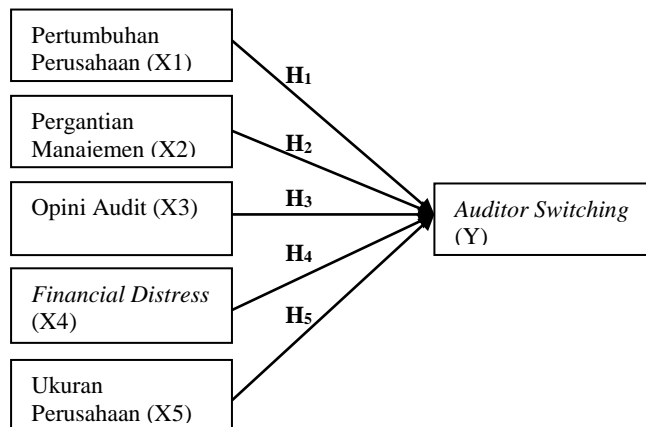 Pertumbuhan
Perusahaan (X1)
H1
Pergantian
Manajemen (X2)
H2
Opini Audit (X3)
H3
Auditor Switching
(Y)
H4
Financial Distress
(X4)
H5
Ukuran
Perusahaan (X5)